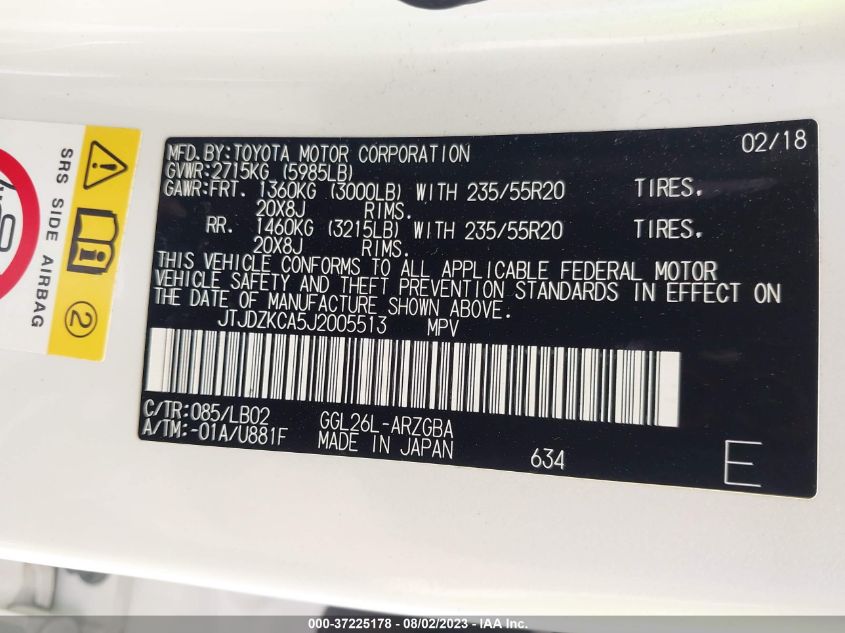 MFD.BY:TOYOTA MOTOR CORPORATION 02/18
GVWR:2715KG (5985LB)
GAWR:FRT. 1360KG (3000LB) WITH 235/55R20 TIRES.
20X8J RIMS.
RR. 1460KG (3215LB) WITH 235/55R20 TIRES.
20X8J RIMS.
THIS VEHICLE CONFORMS TO ALL APPLICABLE FEDERAL MOTOR
VEHICLE SAFETY AND THEFT PREVENTION STANDARDS IN EFFECT ON
THE DATE OF MANUFACTURE SHOWN ABOVE.
JTJDZKCA5J2005513 MPV
C/TR:085/LB02 GGL26L-ARZGBA
A/TM:-01A/U881F MADE IN JAPAN 634 E
SRS SIDE AIRBAG
2
000-37225178 - 08/02/2023 - IAA Inc.